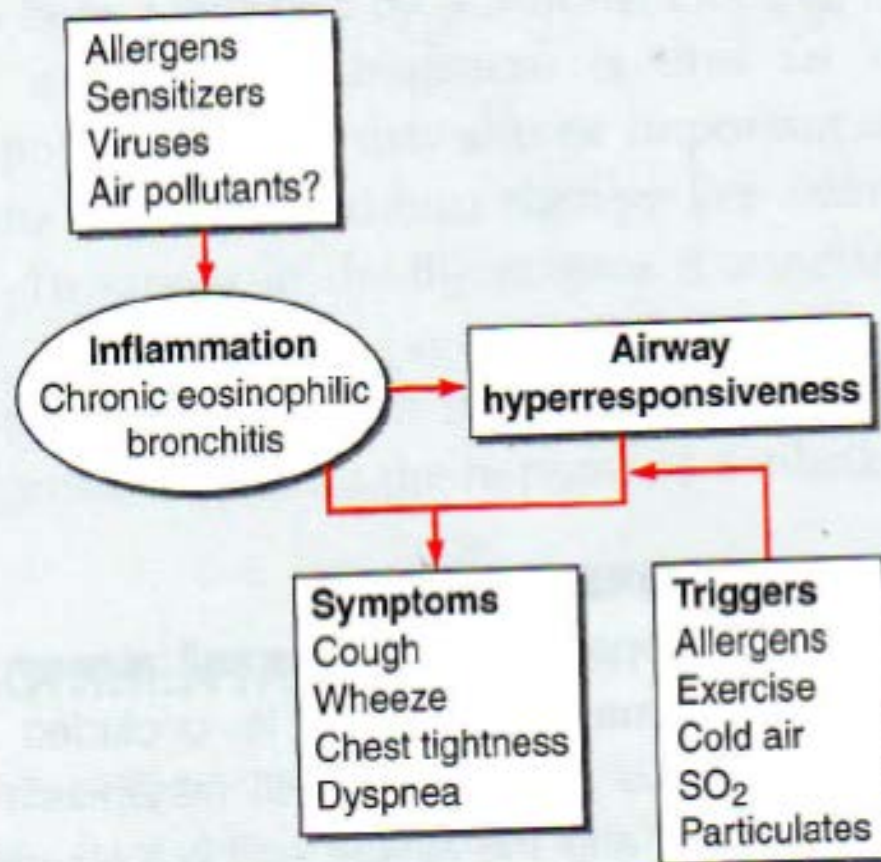 Allergens
Sensitizers
Viruses
Air pollutants?
Inflammation
Chronic eosinophilic
bronchitis
Airway
hyperresponsiveness
Symptoms
Cough
Wheeze
Chest tightness
Dyspnea
Triggers
Allergens
Exercise
Cold air
SO₂
Particulates